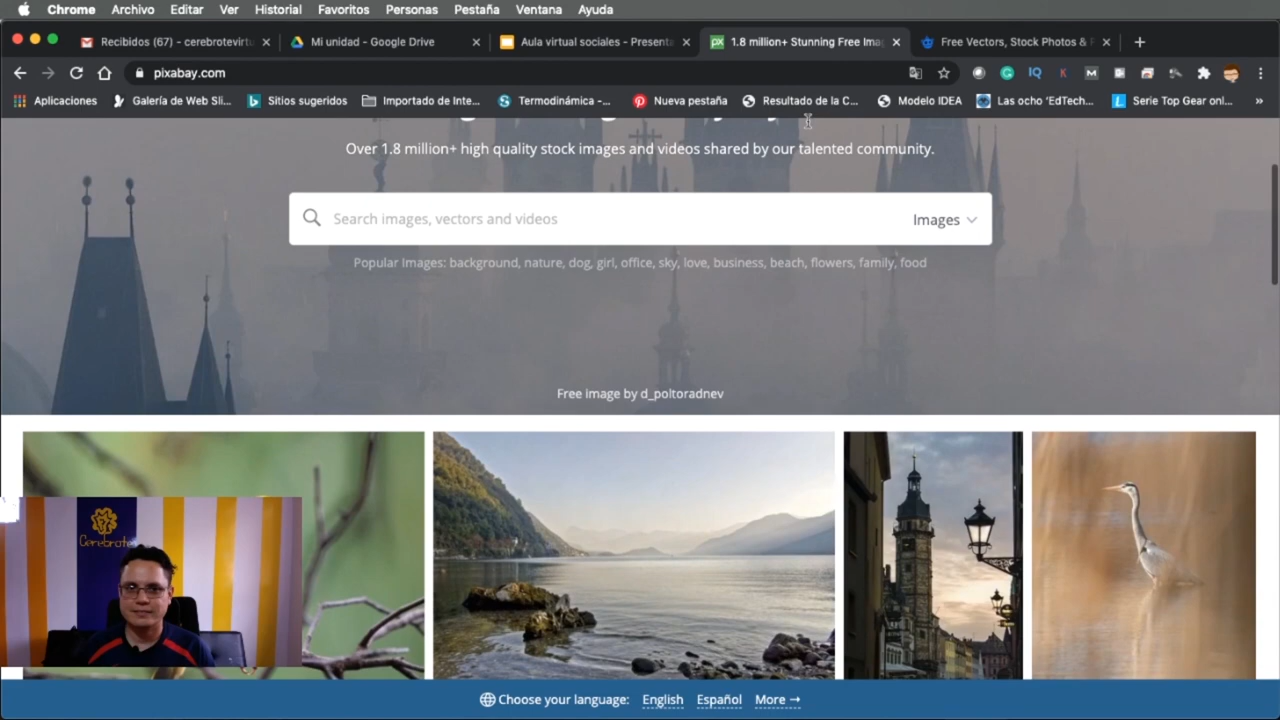 Chrome Archivo Editar Ver Historial Favoritos Personas Pestaña Ventana Ayuda
Recibidos (67) - cerebrotevirtu
Mi unidad - Google Drive
Aula virtual sociales - Presenta
px
1.8 million+ Stunning Free Imag
Free Vectors, Stock Photos &
pixabay.com
IQ
K
M
Aplicaciones
Galería de Web Sli...
Sitios sugeridos
Importado de Inte...
Termodinámica -...
Nueva pestaña
Resultado de la C...
Modelo IDEA
Las ocho 'EdTech...
Serie Top Gear onl...
»
Over 1.8 million+ high quality stock images and videos shared by our talented community.
Search images, vectors and videos
Images
Popular Images: background, nature, dog, girl, office, sky, love, business, beach, flowers, family, food
Free image by d_poltoradnev
Cerebrote
Choose your language: English Español More →